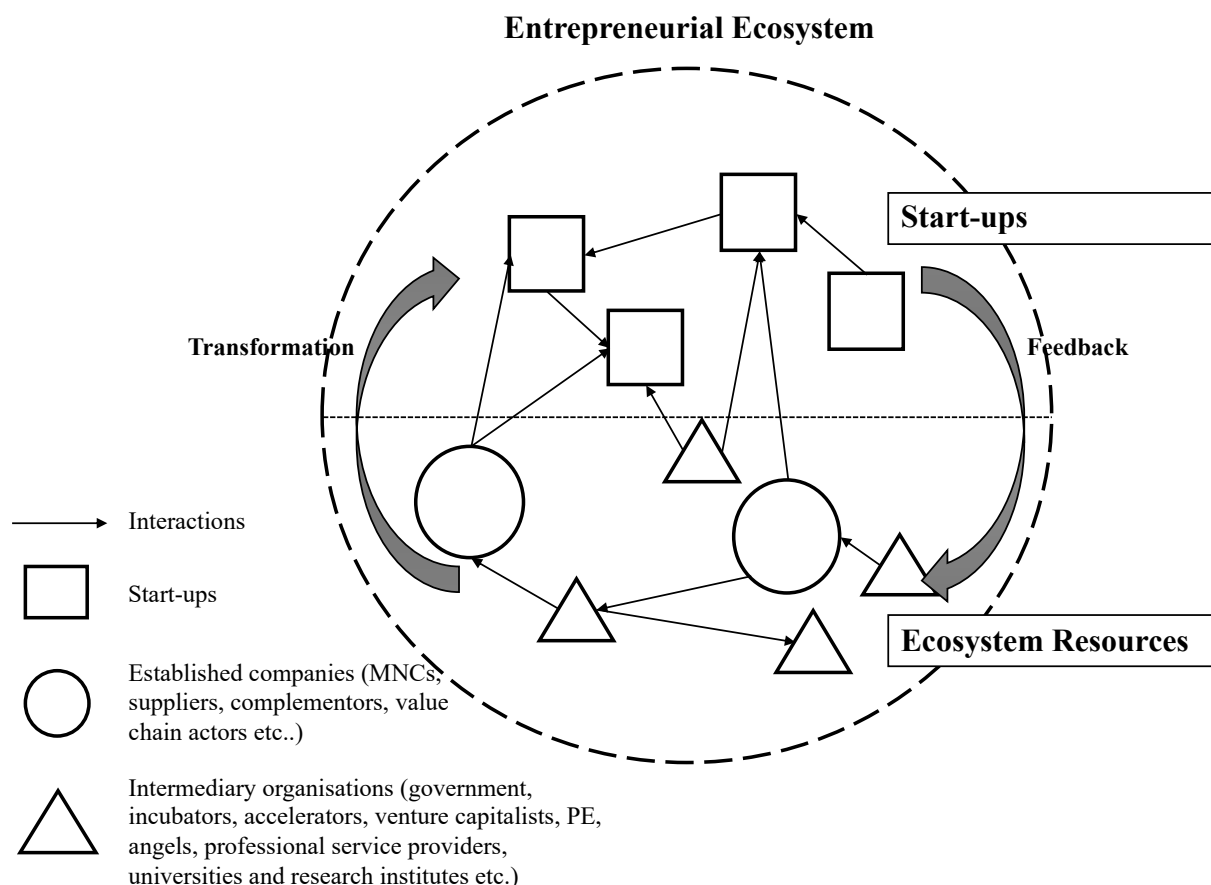 Entrepreneurial Ecosystem
Start-ups
Transformation
Feedback
Interactions
Start-ups
Ecosystem Resources
Established companies (MNCs,
suppliers, complementors, value
chain actors etc..)
Intermediary organisations (government,
incubators, accelerators, venture capitalists, PE,
angels, professional service providers,
universities and research institutes etc.)